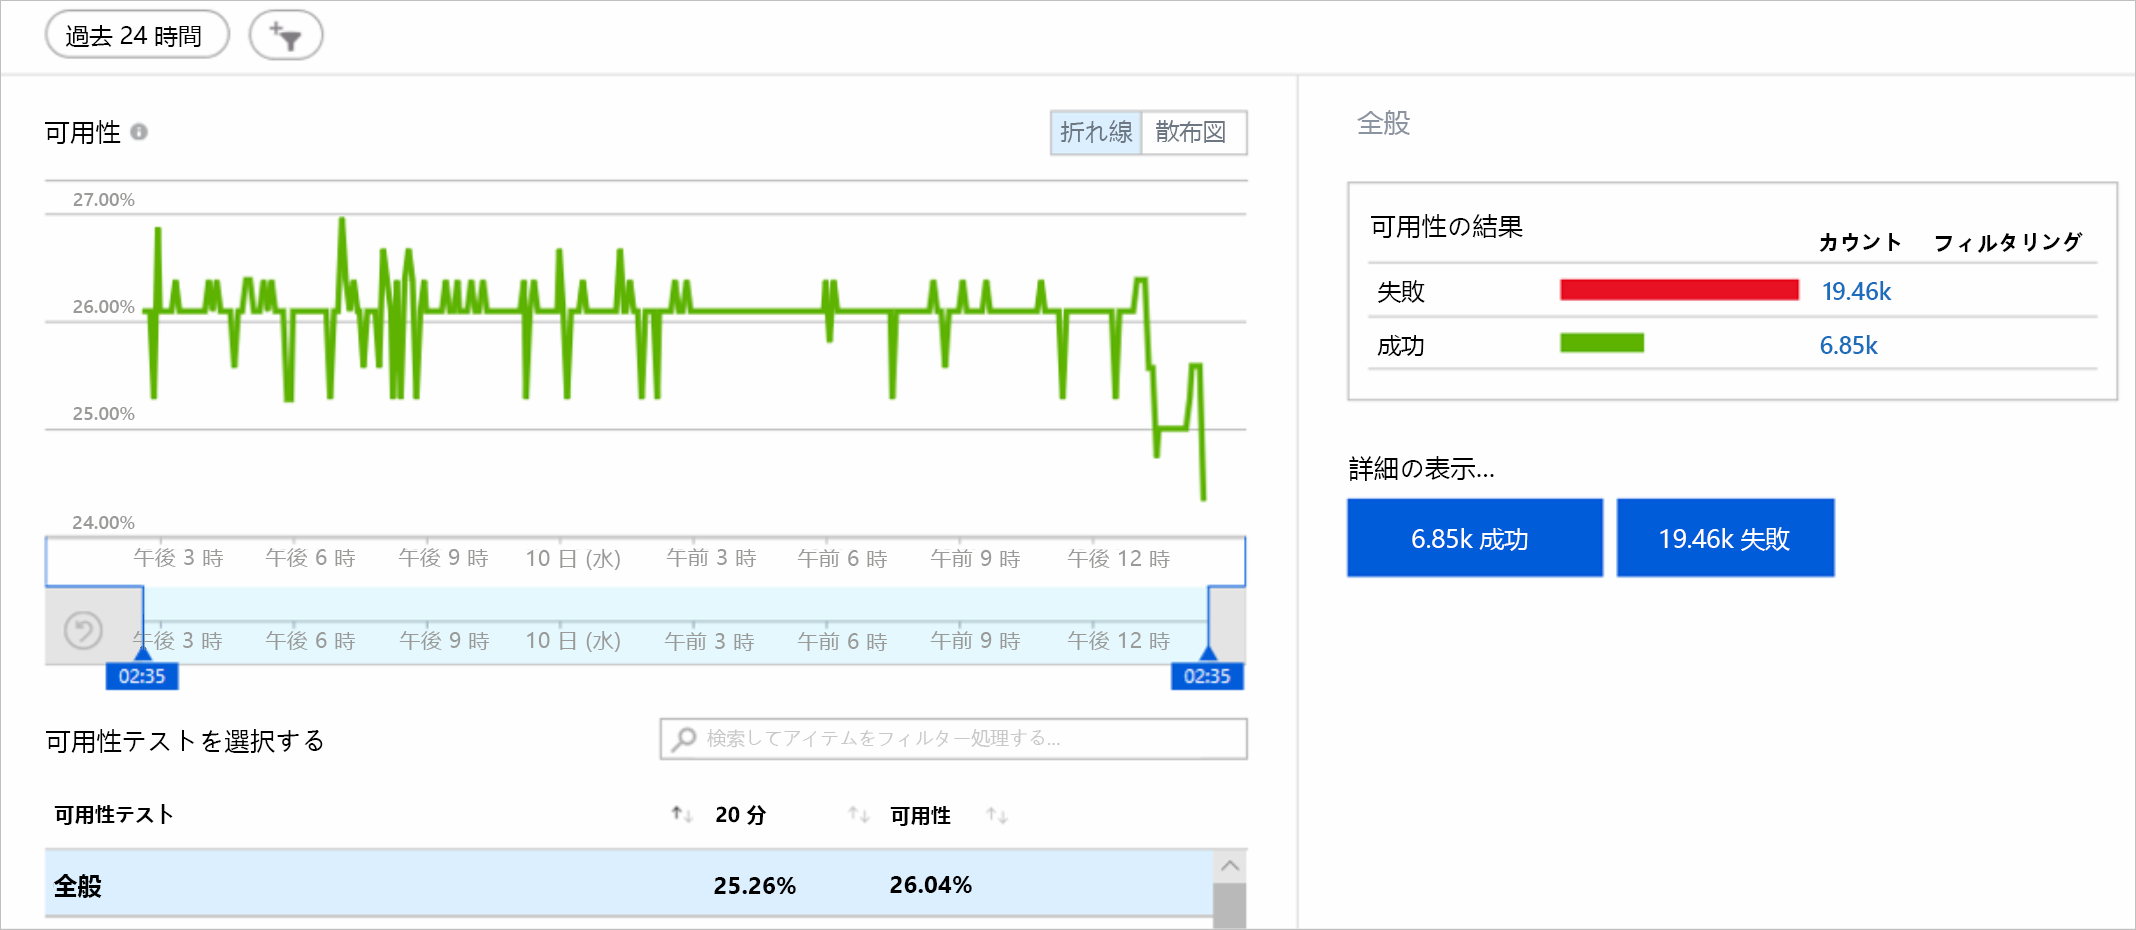 過去 24 時間
可用性
折れ線 散布図
27.00%
26.00%
25.00%
24.00%
午後 3 時 午後 6 時 午後 9 時 10 日 (水) 午前 3 時 午前 6 時 午前 9 時 午後 12 時
午後 3 時 午後 6 時 午後 9 時 10 日 (水) 午前 3 時 午前 6 時 午前 9 時 午後 12 時
02:35 02:35
可用性テストを選択する
検索してアイテムをフィルター処理する...
可用性テスト 20 分 可用性
全般 25.26% 26.04%
全般
可用性の結果 カウント フィルタリング
失敗 19.46k
成功 6.85k
詳細の表示...
6.85k 成功 19.46k 失敗